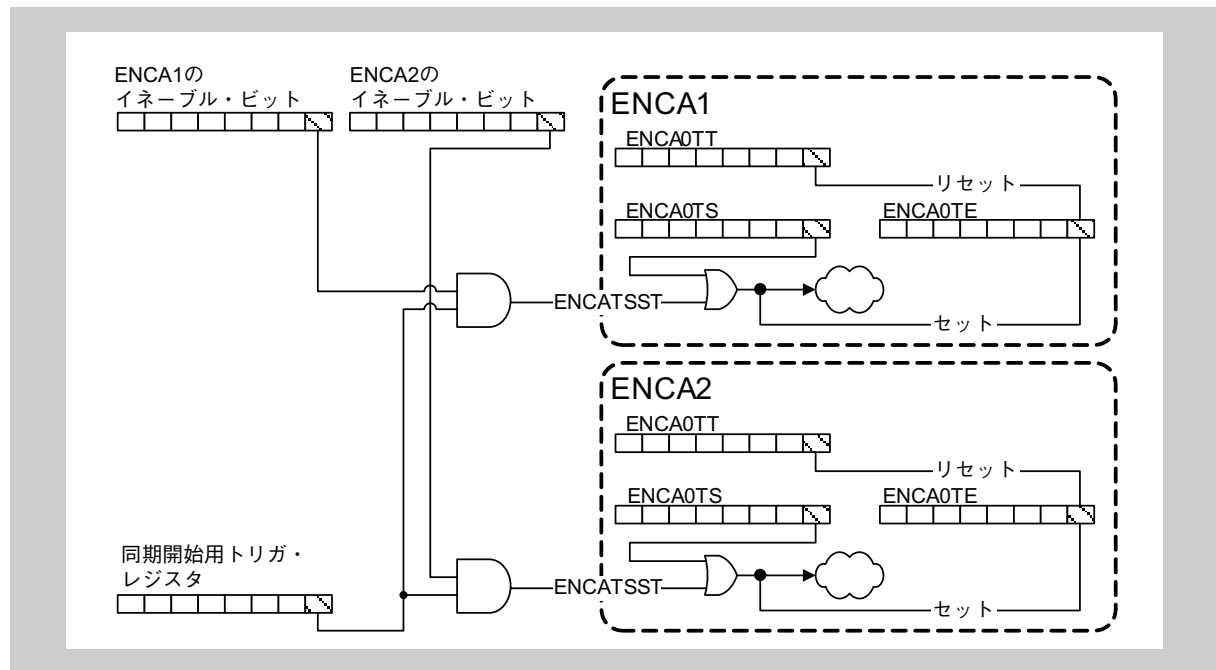 ENCA1の
イネーブル・ビット
ENCA2の
イネーブル・ビット
ENCA1
ENCA0TT
リセット
ENCA0TS
ENCA0TE
ENCATSST
セット
ENCA2
ENCA0TT
リセット
ENCA0TS
ENCA0TE
同期開始用トリガ・
レジスタ
ENCATSST
セット